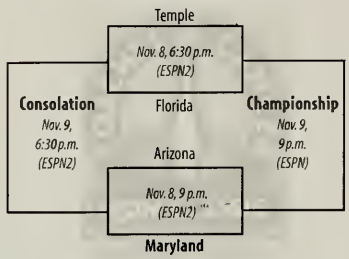 Temple
Nov. 8, 6:30 p.m.
(ESPN2)
Florida
Consolation
Nov. 9,
6:30 p.m.
(ESPN2)
Championship
Nov. 9,
9 p.m.
(ESPN)
Arizona
Nov. 8, 9 p.m.
(ESPN2)
Maryland